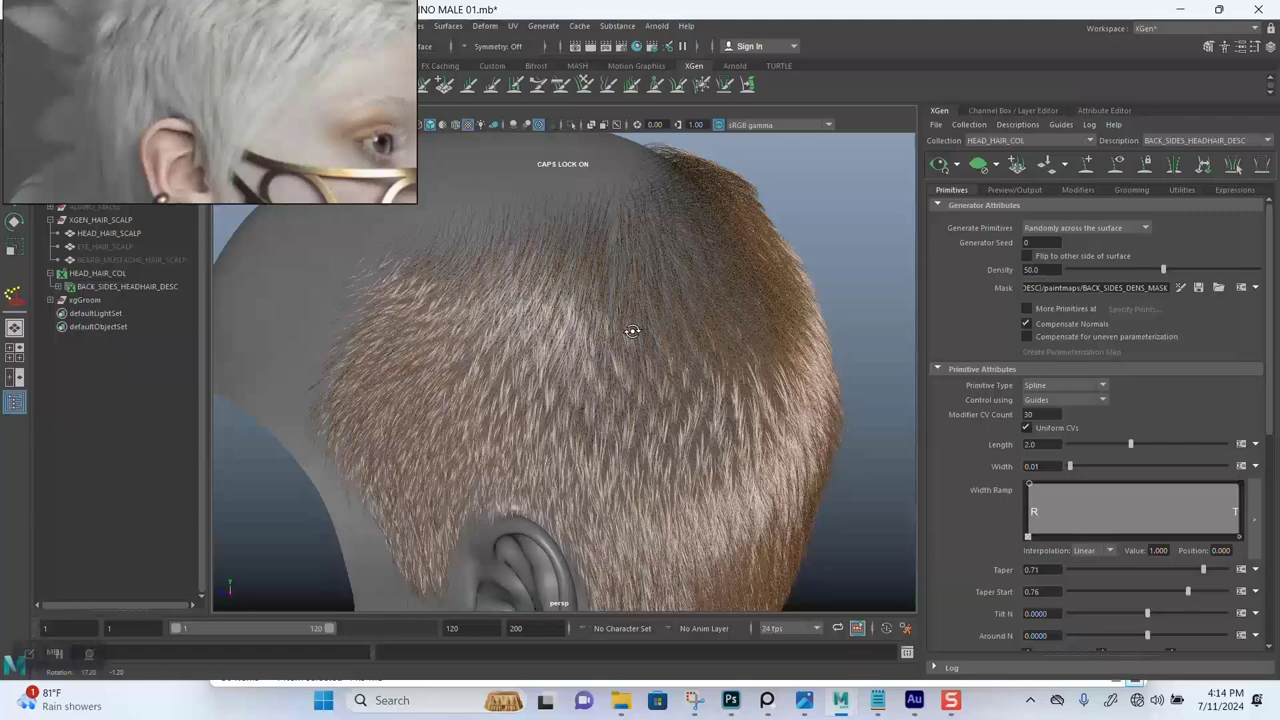 INO MALE 01.mb*
Surfaces Deform UV Generate Cache Substance Arnold Help
Workspace: XGen*
Symmetry: Off
Sign In
FX Caching Custom Bifrost MASH Motion Graphics XGen Arnold TURTLE
XGen Channel Box / Layer Editor Attribute Editor
0.00 1.00 sRGB gamma
File Collection Descriptions Guides Log Help
Collection HEAD_HAIR_COL Description BACK_SIDES_HEADHAIR_DESC
CAPS LOCK ON
Primitives Preview/Output Modifiers Grooming Utilities Expressions
Generator Attributes
Generate Primitives Randomly across the surface
Generator Seed 0
Flip to other side of surface
Density 50.0
Mask DESC}/paintmaps/BACK_SIDES_DENS_MASK
More Primitives at Specify Points...
Compensate Normals
Compensate for uneven parameterization
Create Parameterization Map
Primitive Attributes
Primitive Type Spline
Control using Guides
Modifier CV Count 30
Uniform CVs
Length 2.0
Width 0.01
Width Ramp
R T
Interpolation: Linear Value: 1.000 Position: 0.000
Taper 0.71
Taper Start 0.76
Tilt N 0.0000
Around N 0.0000
Log
XGEN_HAIR_SCALP
HEAD_HAIR_SCALP
EYE_HAIR_SCALP
BEARD_MUSTACHE_HAIR_SCALP
HEAD_HAIR_COL
BACK_SIDES_HEADHAIR_DESC
xgGroom
defaultLightSet
defaultObjectSet
persp
1 1 1 120 120 200 No Character Set No Anim Layer 24 fps
Rotation: 17.20 -1.20
81°F
Rain showers
Search
4:14 PM
7/11/2024